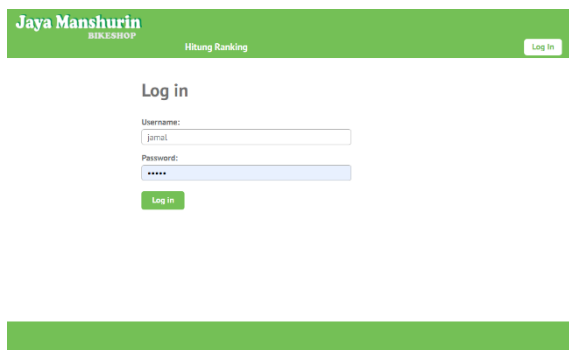 Jaya Manshurin
BIKESHOP
Hitung Ranking
Log In
Log in
Username:
jamal
Password:
•••••
Log in